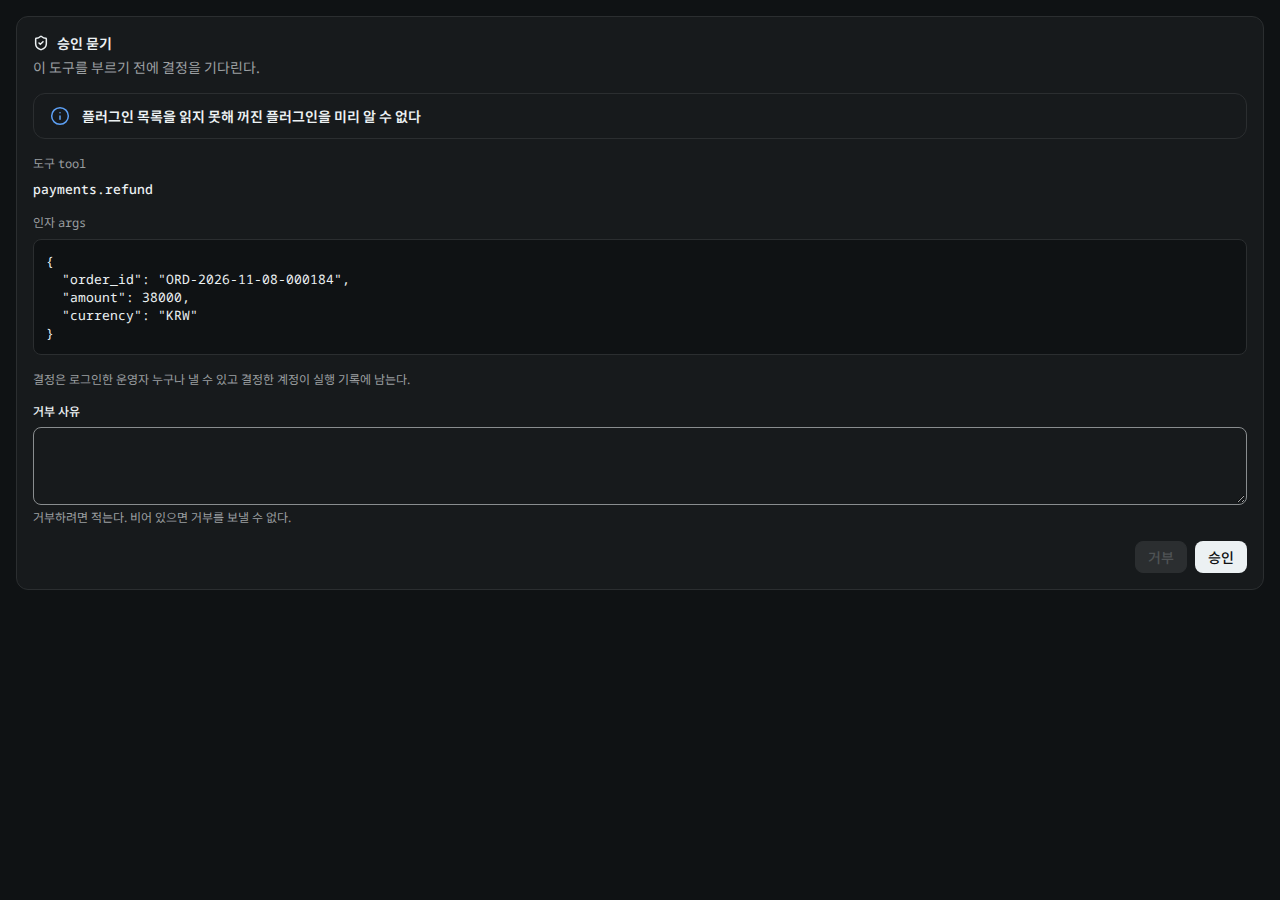 승인 묻기
이 도구를 부르기 전에 결정을 기다린다.
플러그인 목록을 읽지 못해 꺼진 플러그인을 미리 알 수 없다
도구 tool
payments.refund
인자 args
{
  "order_id": "ORD-2026-11-08-000184",
  "amount": 38000,
  "currency": "KRW"
}
결정은 로그인한 운영자 누구나 낼 수 있고 결정한 계정이 실행 기록에 남는다.
거부 사유
거부하려면 적는다. 비어 있으면 거부를 보낼 수 없다.
거부 승인